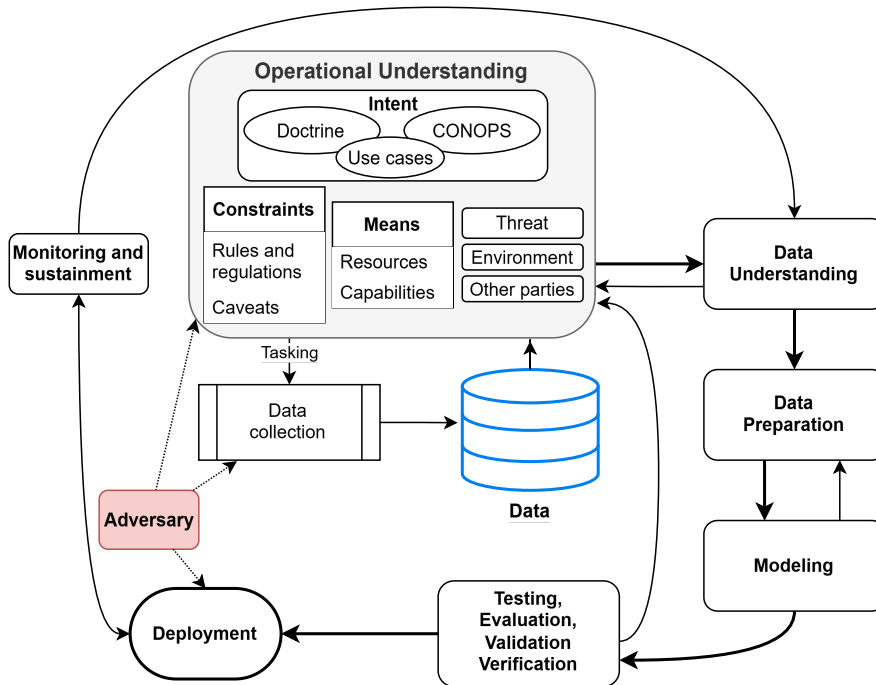 Operational Understanding
Intent
Doctrine
CONOPS
Use cases
Constraints
Rules and
regulations
Caveats
Means
Resources
Capabilities
Threat
Environment
Other parties
Monitoring and
sustainment
Data
Understanding
Tasking
Data
collection
Data
Data
Preparation
Adversary
Modeling
Deployment
Testing,
Evaluation,
Validation
Verification